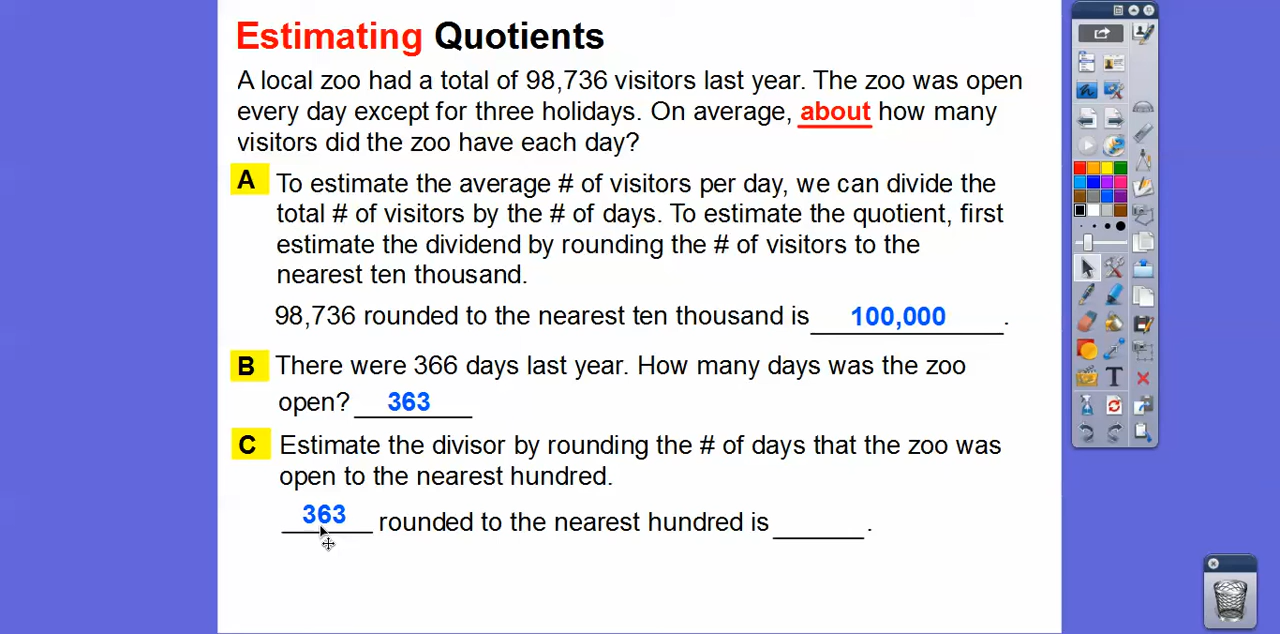 Estimating Quotients
A local zoo had a total of 98,736 visitors last year. The zoo was open
every day except for three holidays. On average, about how many
visitors did the zoo have each day?
A To estimate the average # of visitors per day, we can divide the
total # of visitors by the # of days. To estimate the quotient, first
estimate the dividend by rounding the # of visitors to the
nearest ten thousand.
98,736 rounded to the nearest ten thousand is 100,000.
B There were 366 days last year. How many days was the zoo
open? 363
C Estimate the divisor by rounding the # of days that the zoo was
open to the nearest hundred.
363 rounded to the nearest hundred is ______.